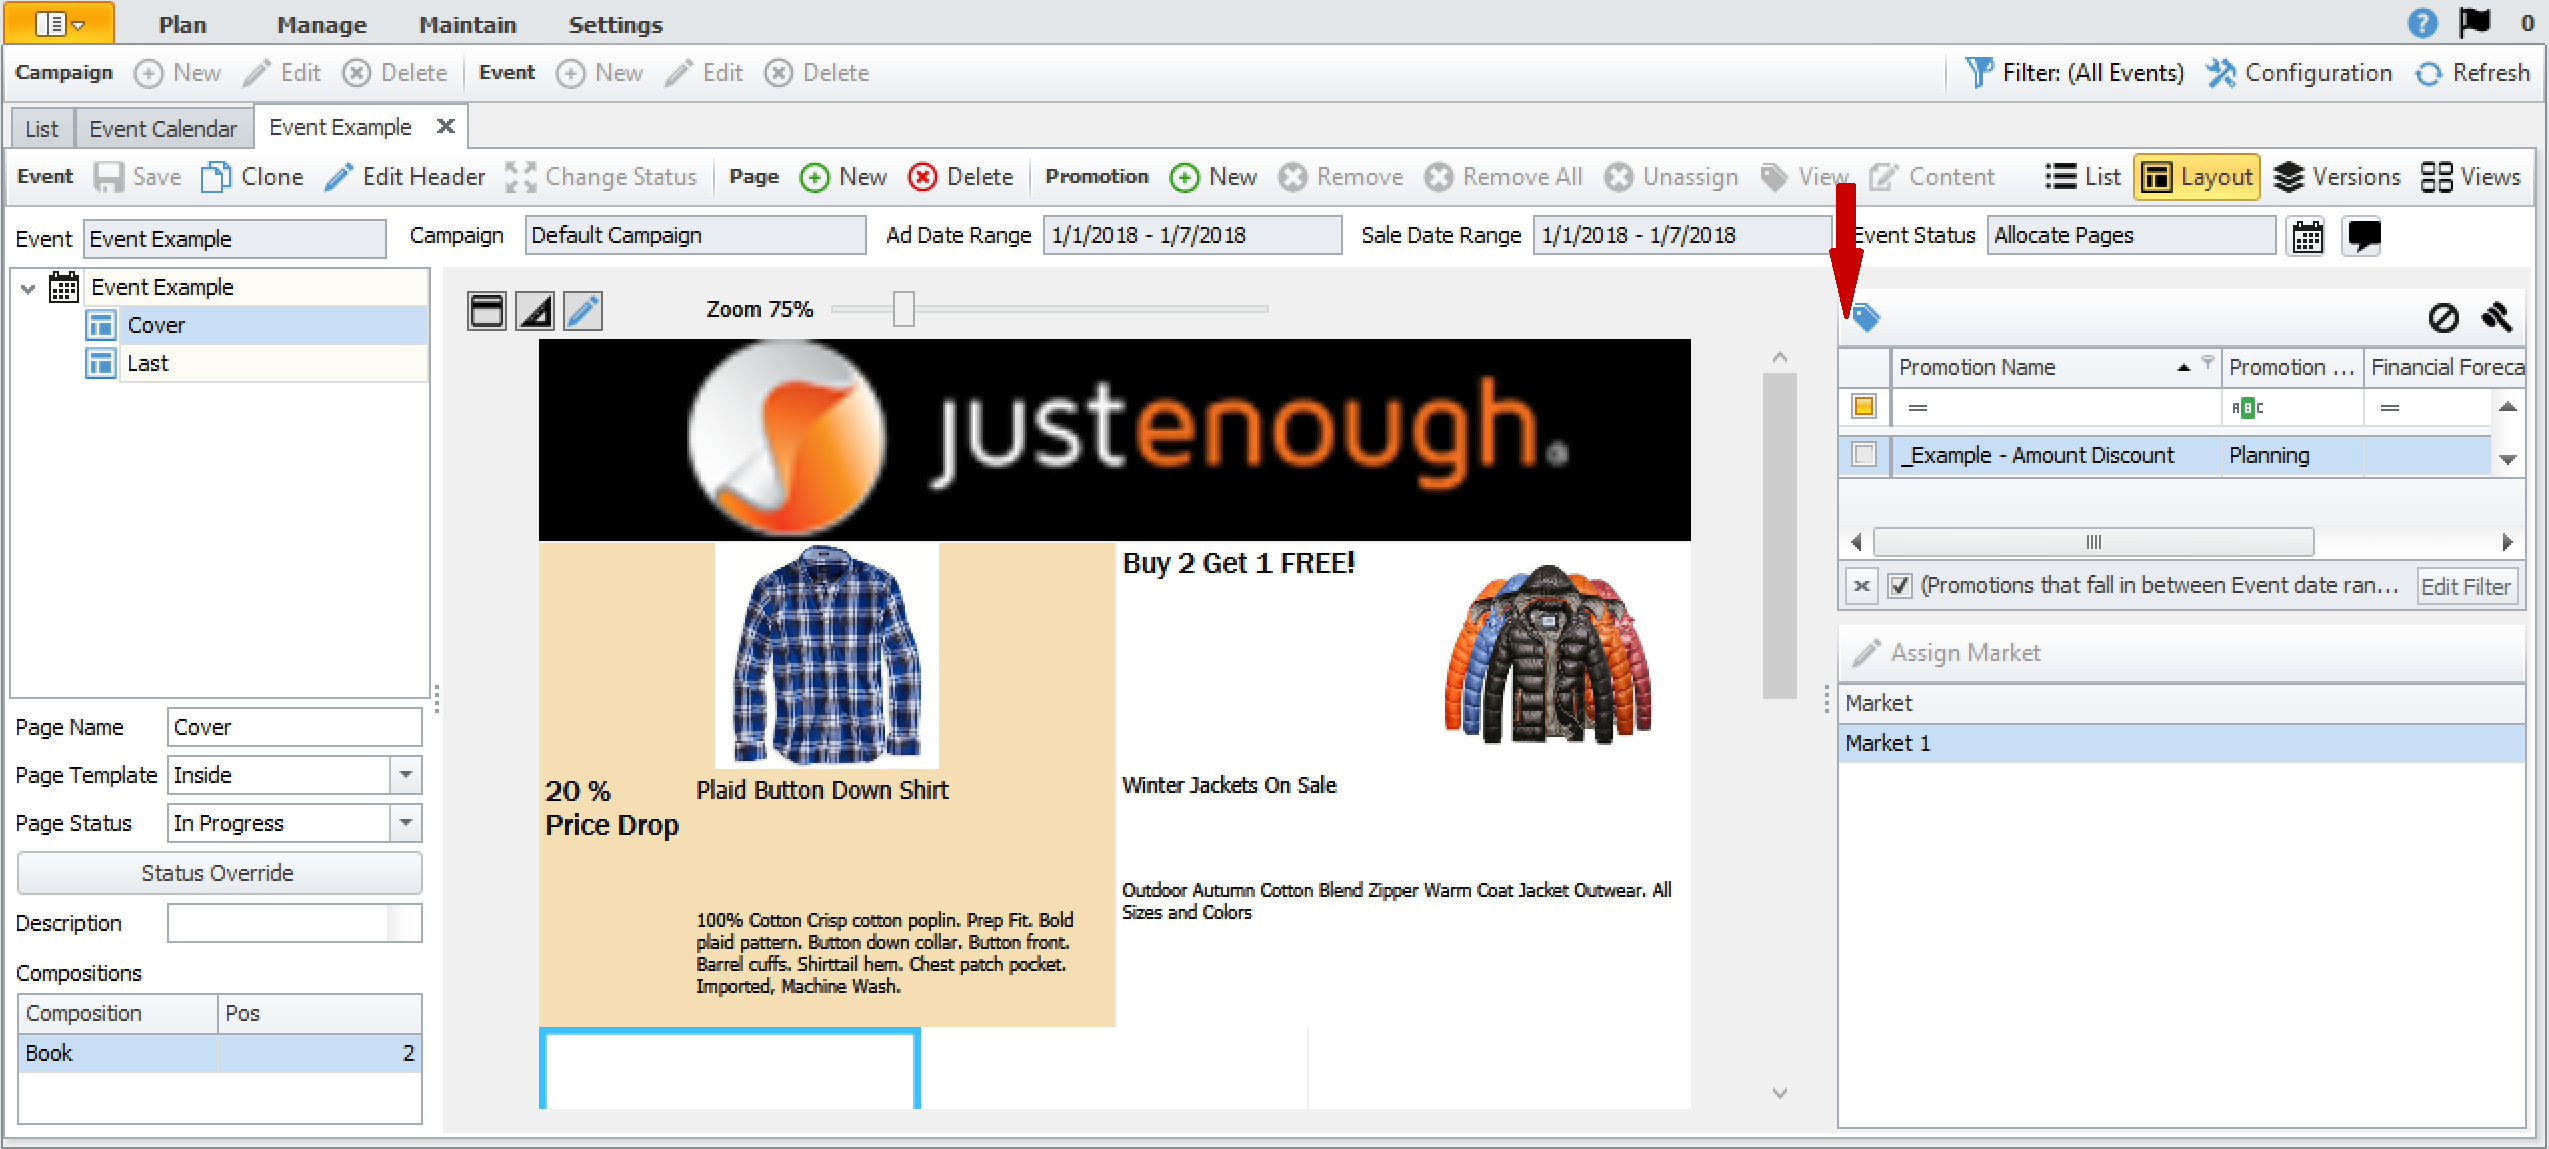 Plan Manage Maintain Settings 0
Campaign New Edit Delete Event New Edit Delete Filter: (All Events) Configuration Refresh
List Event Calendar Event Example
Event Save Clone Edit Header Change Status Page New Delete Promotion New Remove Remove All Unassign View Content List Layout Versions Views
Event Event Example Campaign Default Campaign Ad Date Range 1/1/2018 - 1/7/2018 Sale Date Range 1/1/2018 - 1/7/2018 Event Status Allocate Pages
Event Example
Cover
Last
Page Name Cover
Page Template Inside
Page Status In Progress
Status Override
Description
Compositions
Composition Pos
Book 2
Zoom 75%
justenough.
20 %
Price Drop
Plaid Button Down Shirt
100% Cotton Crisp cotton poplin. Prep Fit. Bold
plaid pattern. Button down collar. Button front.
Barrel cuffs. Shirttail hem. Chest patch pocket.
Imported, Machine Wash.
Buy 2 Get 1 FREE!
Winter Jackets On Sale
Outdoor Autumn Cotton Blend Zipper Warm Coat Jacket Outwear. All
Sizes and Colors
Promotion Name Promotion ... Financial Foreca
= ABC =
_Example - Amount Discount Planning
(Promotions that fall in between Event date ran... Edit Filter
Assign Market
Market
Market 1